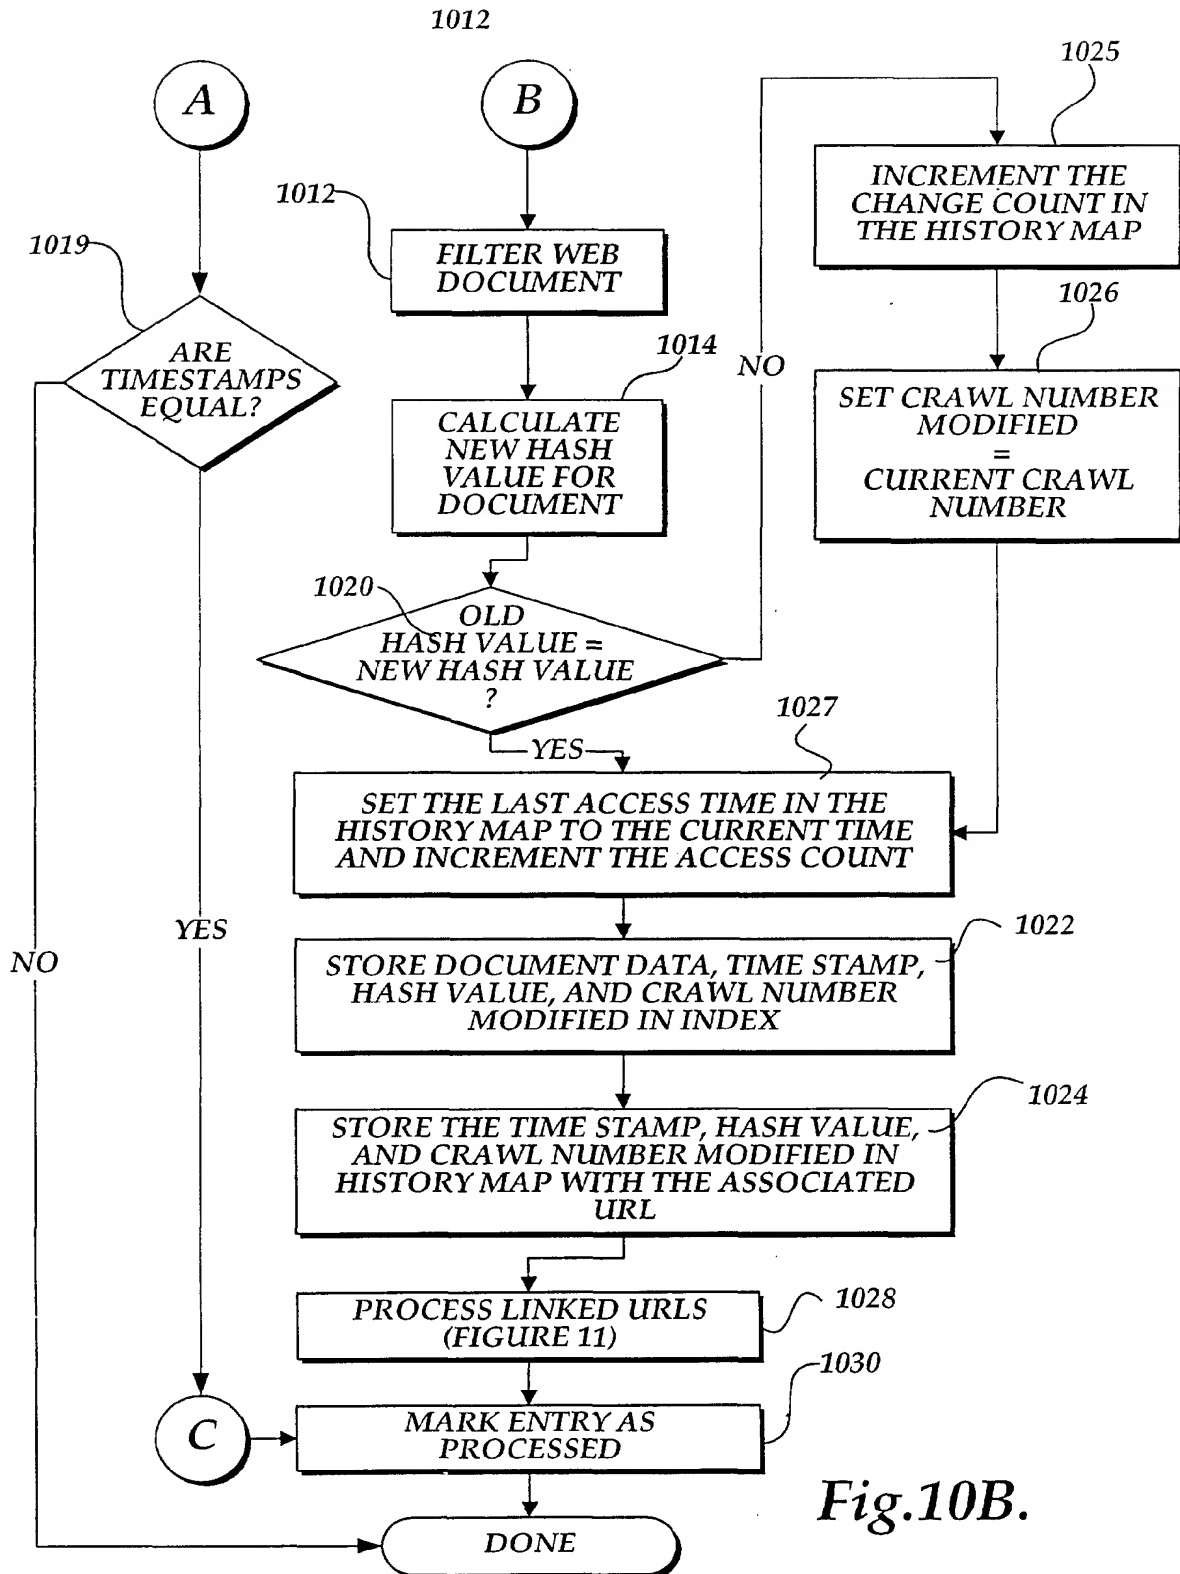 1012
A
B
1025
INCREMENT THE
CHANGE COUNT IN
THE HISTORY MAP
1012
FILTER WEB
DOCUMENT
1019
ARE
TIMESTAMPS
EQUAL?
1026
SET CRAWL NUMBER
MODIFIED
=
CURRENT CRAWL
NUMBER
1014
NO
CALCULATE
NEW HASH
VALUE FOR
DOCUMENT
1020
OLD
HASH VALUE =
NEW HASH VALUE
?
YES
1027
SET THE LAST ACCESS TIME IN THE
HISTORY MAP TO THE CURRENT TIME
AND INCREMENT THE ACCESS COUNT
YES
NO
1022
STORE DOCUMENT DATA, TIME STAMP,
HASH VALUE, AND CRAWL NUMBER
MODIFIED IN INDEX
1024
STORE THE TIME STAMP, HASH VALUE,
AND CRAWL NUMBER MODIFIED IN
HISTORY MAP WITH THE ASSOCIATED
URL
1028
PROCESS LINKED URLS
(FIGURE 11)
1030
C
MARK ENTRY AS
PROCESSED
DONE
Fig.10B.